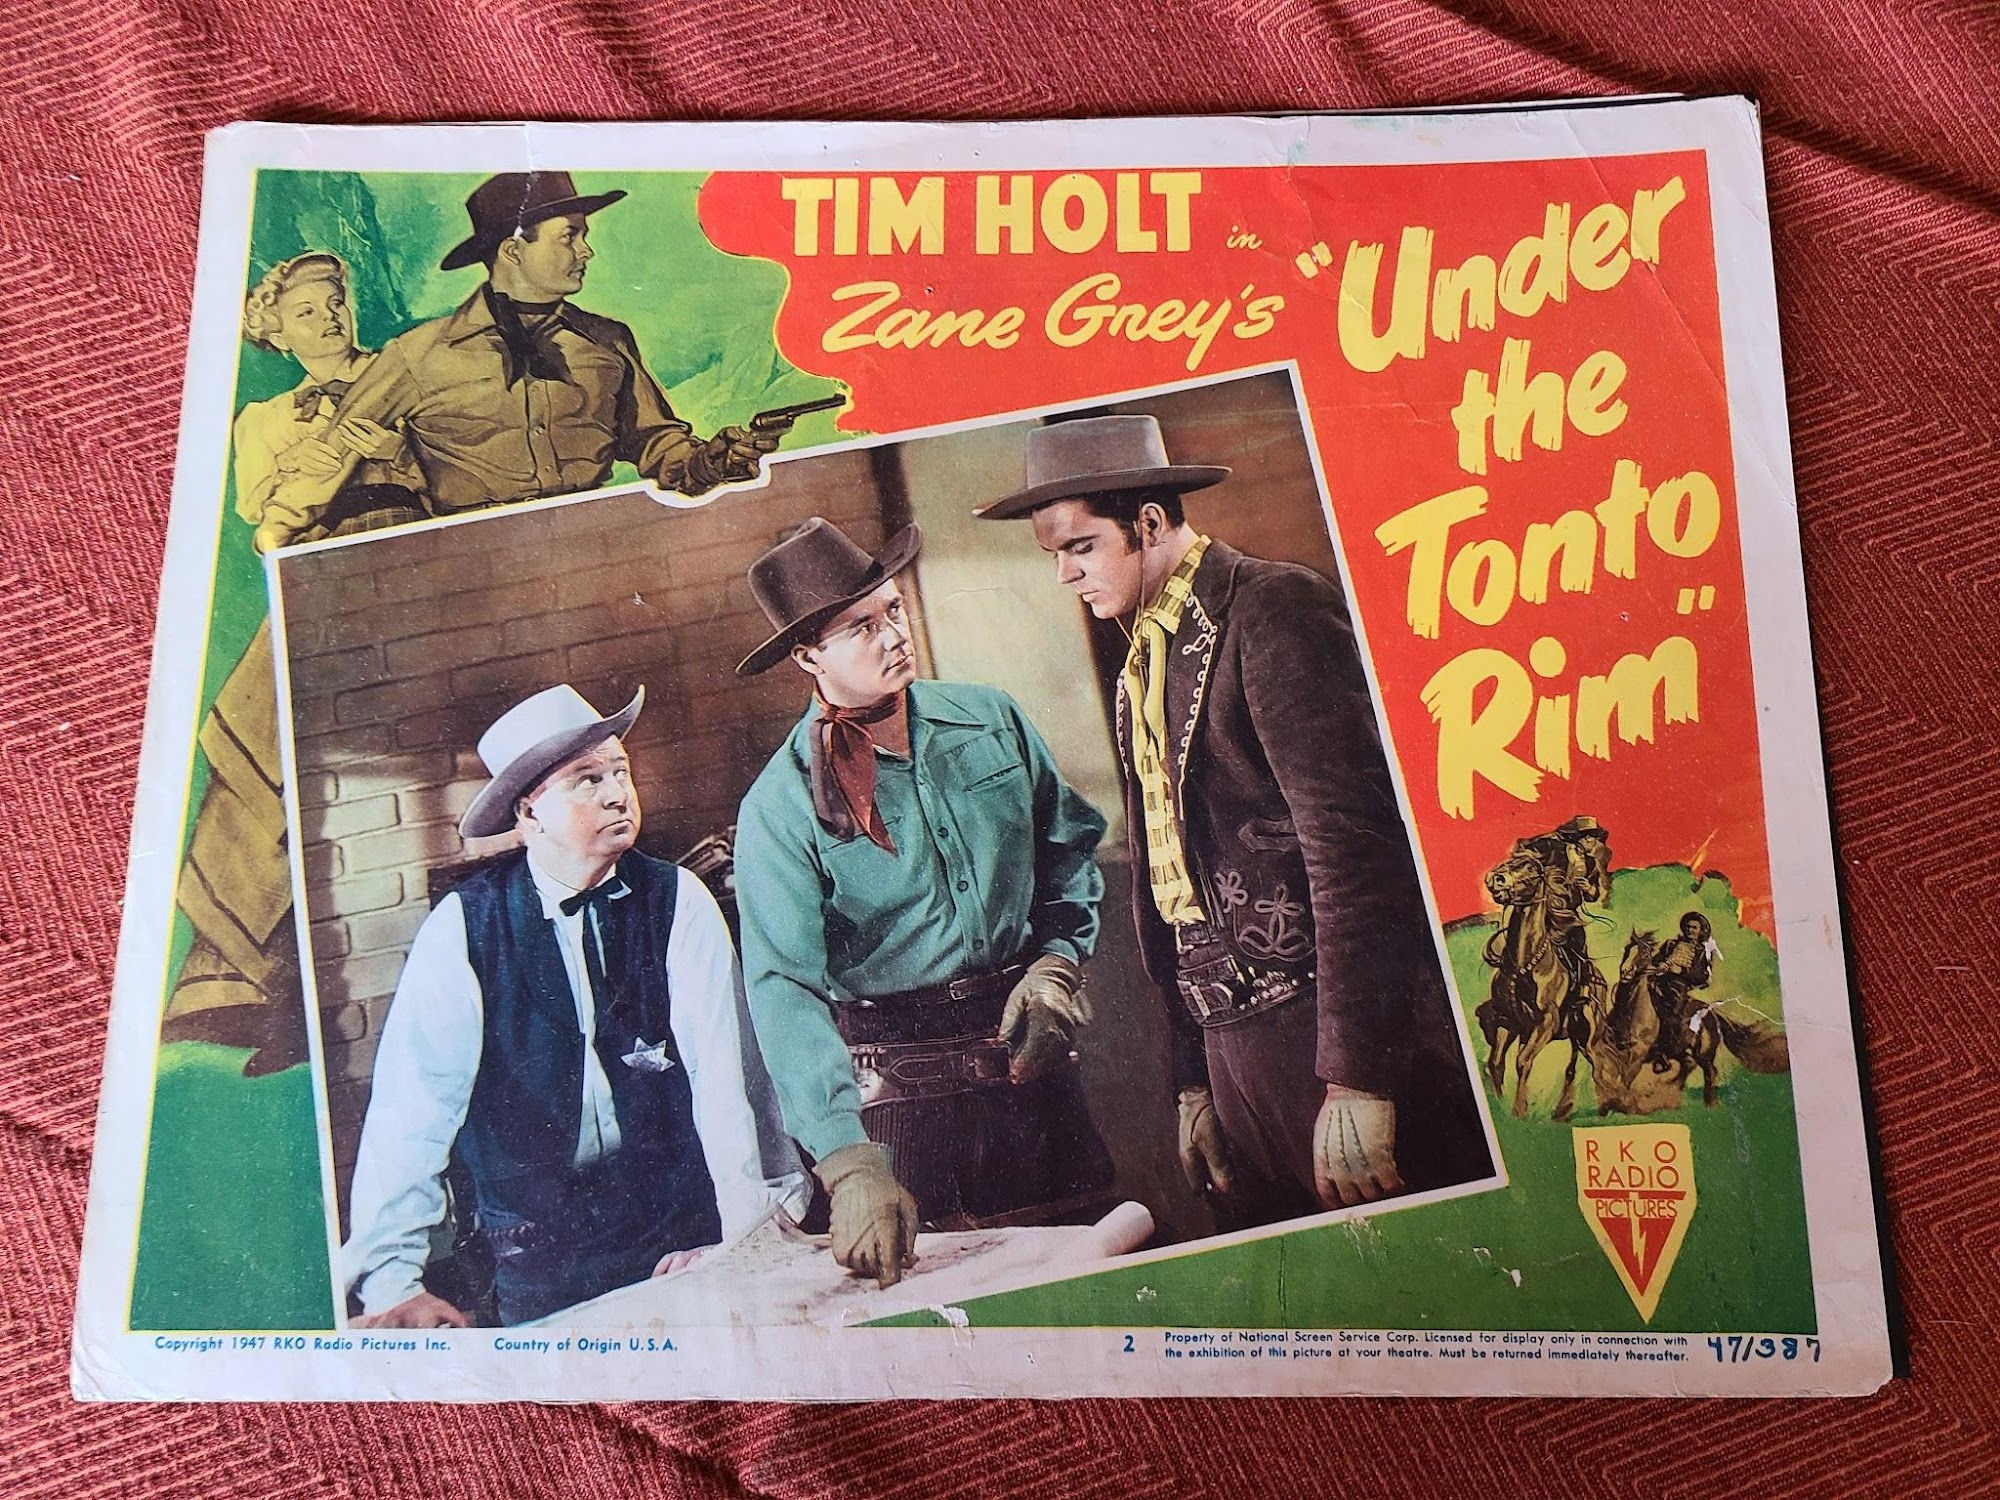 TIM HOLT in
Zane Grey's
"Under
the
Tonto
Rim"
RKO
RADIO
PICTURES
Copyright 1947 RKO Radio Pictures Inc. Country of Origin U.S.A. 2 Property of National Screen Service Corp. Licensed for display only in connection with
the exhibition of this picture at your theatre. Must be returned immediately thereafter. 47/387